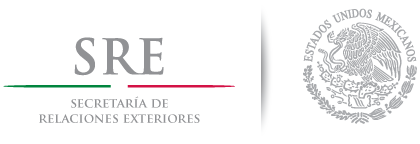 SRE
SECRETARÍA DE
RELACIONES EXTERIORES
ESTADOS UNIDOS MEXICANOS